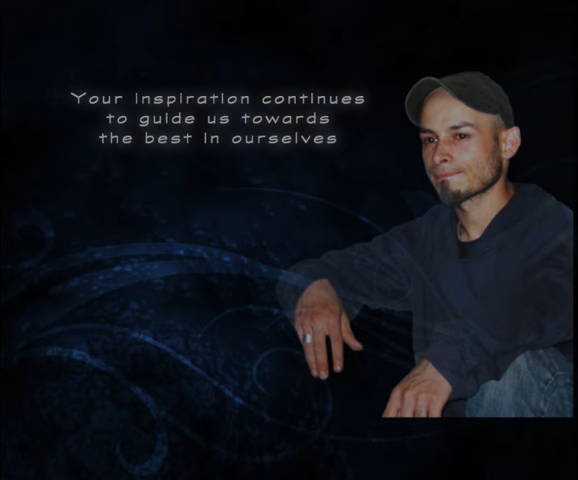 Your inspiration continues
to guide us towards
the best in ourselves